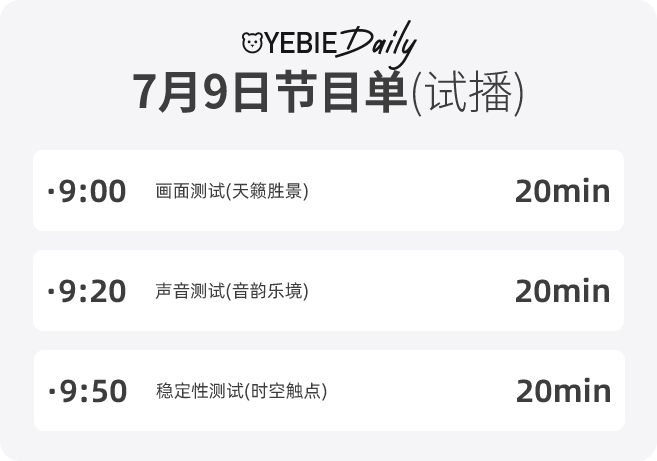 YEBIE Daily
7月9日节目单(试播)
·9:00 画面测试(天籁胜景) 20min
·9:20 声音测试(音韵乐境) 20min
·9:50 稳定性测试(时空触点) 20min